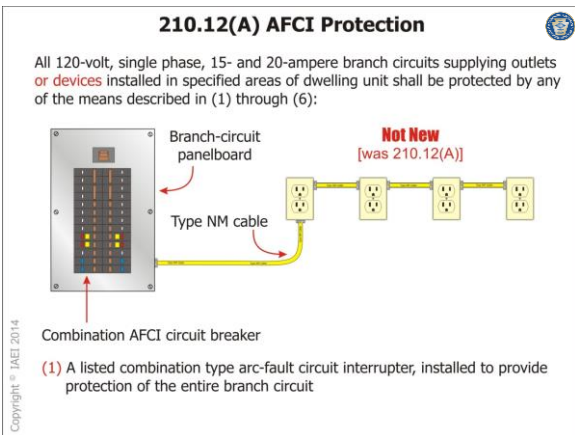 210.12(A) AFCI Protection
All 120-volt, single phase, 15- and 20-ampere branch circuits supplying outlets
or devices installed in specified areas of dwelling unit shall be protected by any
of the means described in (1) through (6):
Branch-circuit
panelboard
Not New
[was 210.12(A)]
Type NM cable
Combination AFCI circuit breaker
(1) A listed combination type arc-fault circuit interrupter, installed to provide
protection of the entire branch circuit
Copyright © IAEI 2014